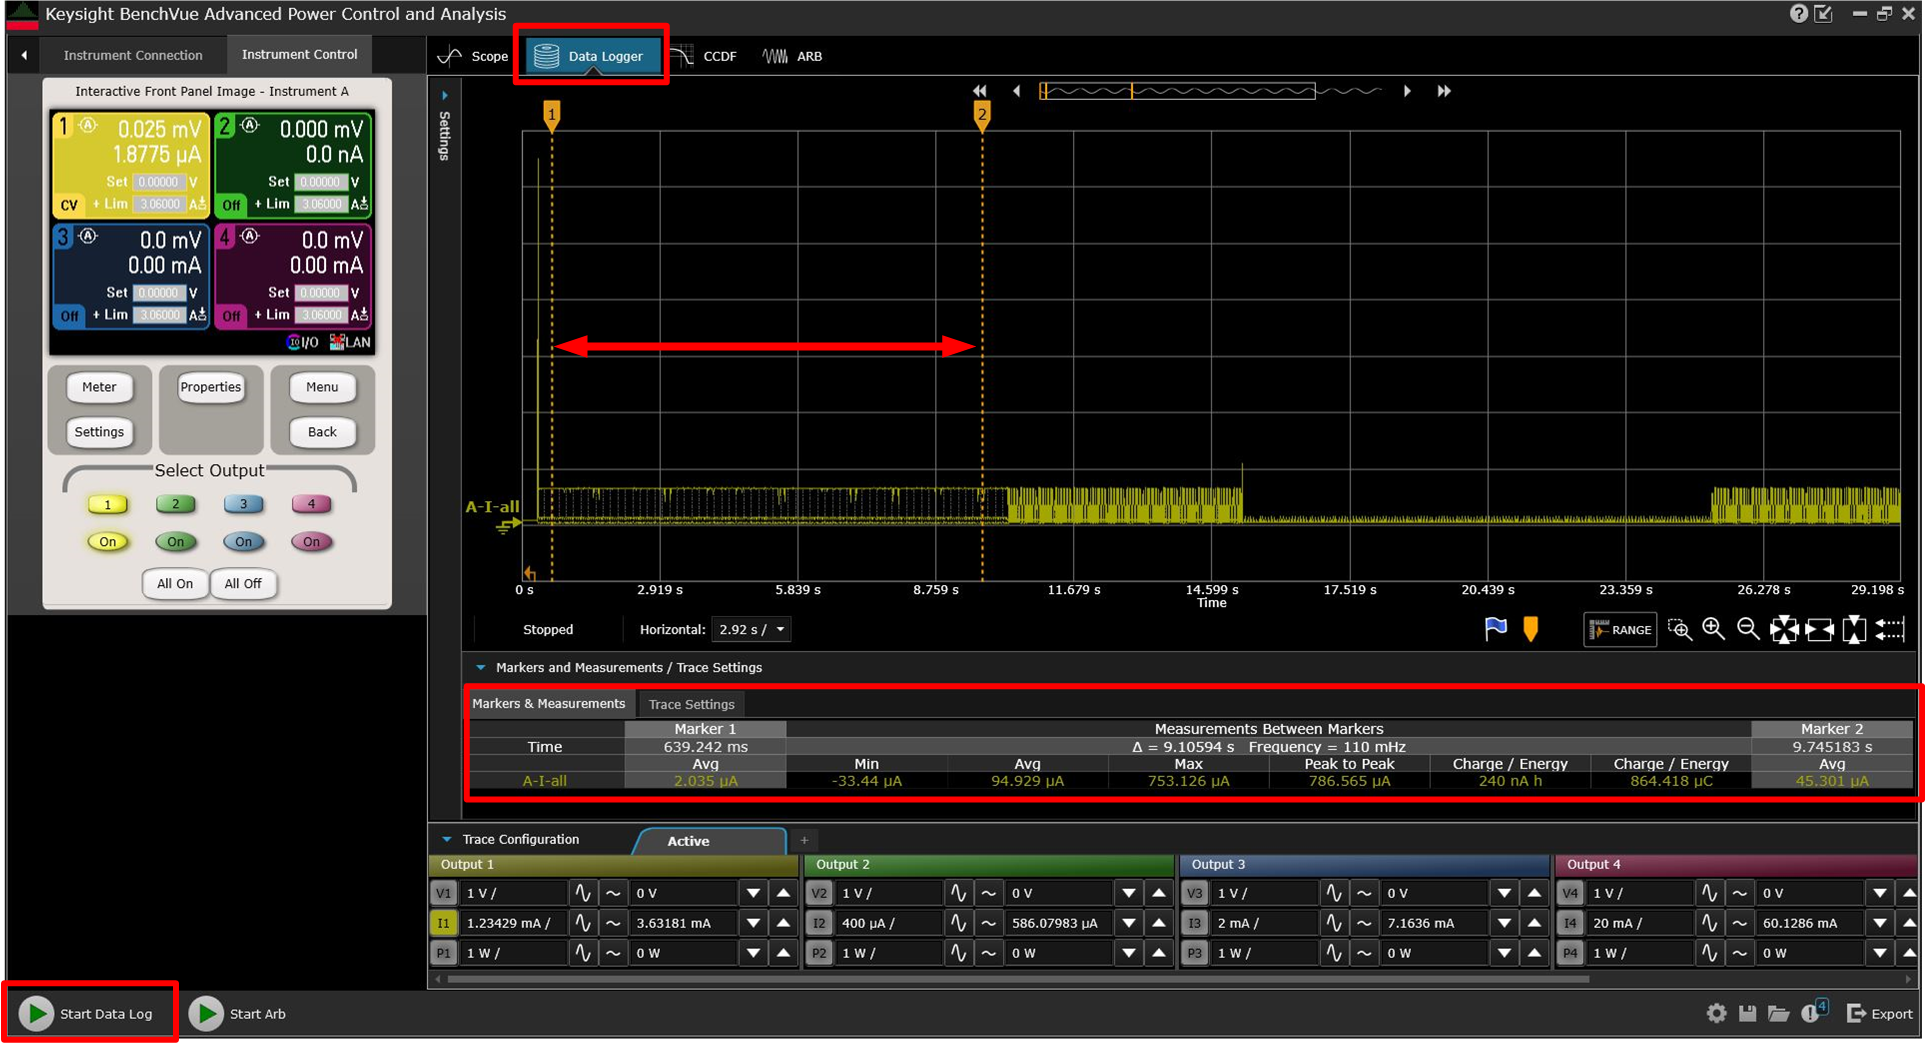 Keysight BenchVue Advanced Power Control and Analysis
Instrument Connection
Instrument Control
Scope
Data Logger
CCDF
ARB
Interactive Front Panel Image - Instrument A
1 A 0.025 mV
1.8775 µA
Set 0.00000 V
CV + Lim 3.06000 A
2 A 0.000 mV
0.0 nA
Set 0.00000 V
Off + Lim 3.06000 A
3 A 0.0 mV
0.00 mA
Set 0.00000 V
Off + Lim 3.06000 A
4 A 0.0 mV
0.00 mA
Set 0.00000 V
Off + Lim 3.06000 A
IO I/O LAN
Meter
Properties
Menu
Settings
Back
Select Output
1 2 3 4
On On On On
All On
All Off
Settings
1
2
A-I-all
0 s 2.919 s 5.839 s 8.759 s 11.679 s 14.599 s 17.519 s 20.439 s 23.359 s 26.278 s 29.198 s
Time
Stopped
Horizontal: 2.92 s /
RANGE
Markers and Measurements / Trace Settings
Markers & Measurements
Trace Settings
Marker 1 Measurements Between Markers Marker 2
Time 639.242 ms Δ = 9.10594 s Frequency = 110 mHz 9.745183 s
Avg Min Avg Max Peak to Peak Charge / Energy Charge / Energy Avg
A-I-all 2.035 µA -33.44 µA 94.929 µA 753.126 µA 786.565 µA 240 nA h 864.418 µC 45.301 µA
Trace Configuration
Active
+
Output 1 Output 2 Output 3 Output 4
V1 1 V / 0 V V2 1 V / 0 V V3 1 V / 0 V V4 1 V / 0 V
I1 1.23429 mA / 3.63181 mA I2 400 µA / 586.07983 µA I3 2 mA / 7.1636 mA I4 20 mA / 60.1286 mA
P1 1 W / 0 W P2 1 W / 0 W P3 1 W / 0 W P4 1 W / 0 W
Start Data Log
Start Arb
4
Export